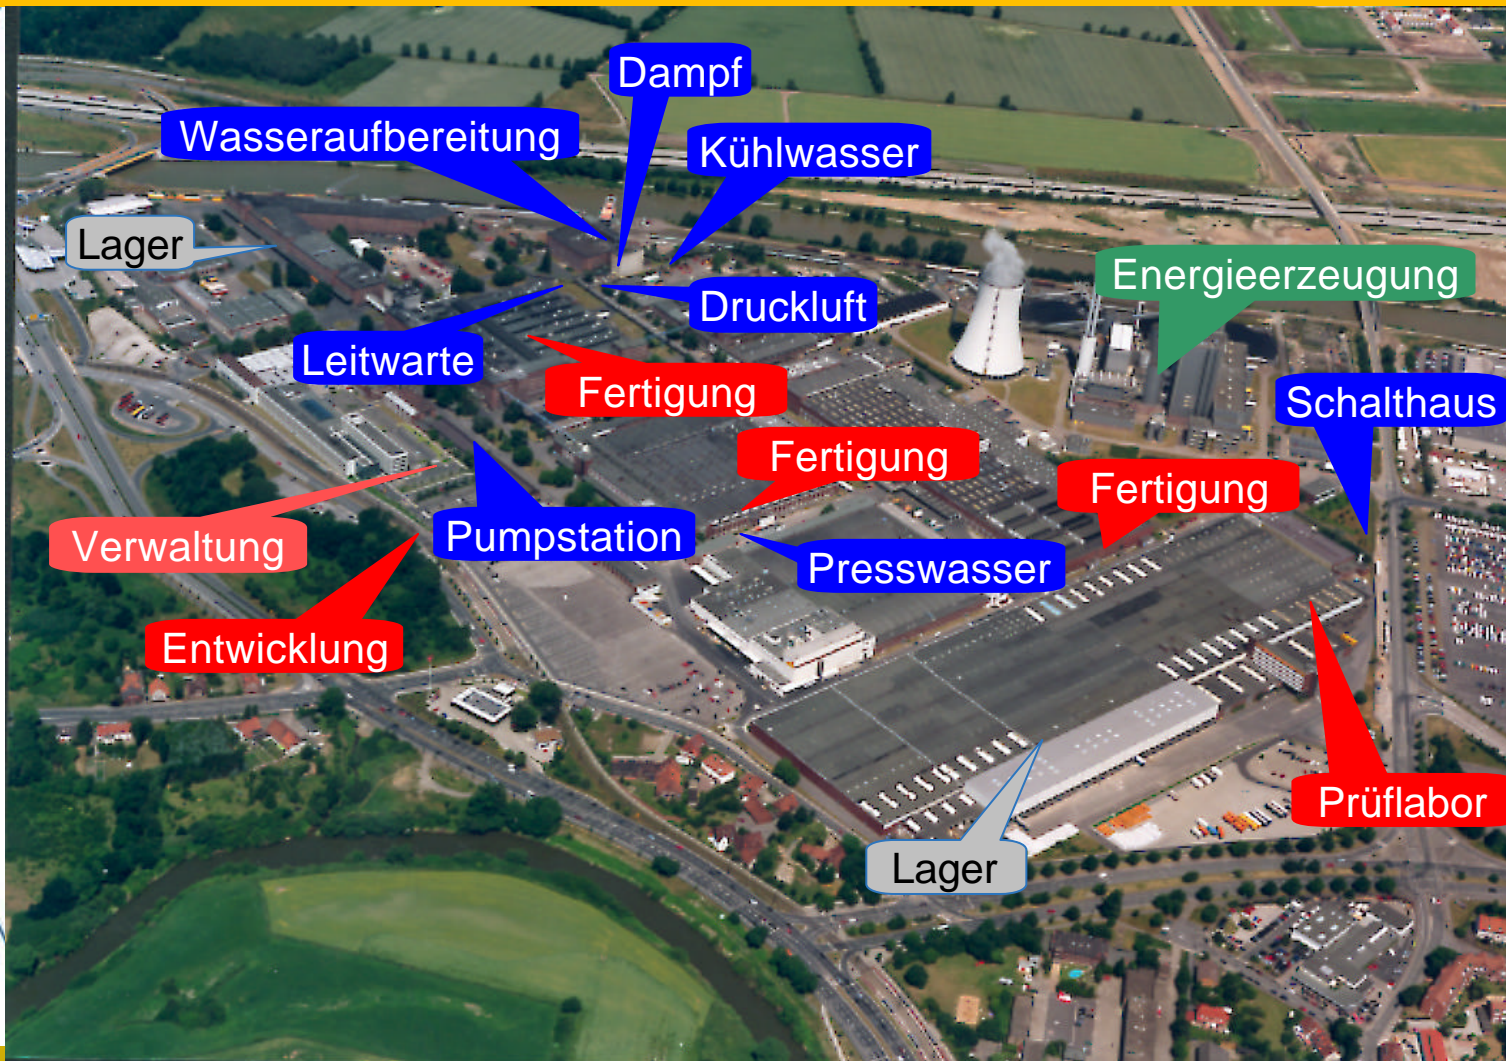 Dampf
Wasseraufbereitung
Kühlwasser
Lager
Energieerzeugung
Druckluft
Leitwarte
Fertigung
Schalthaus
Fertigung
Fertigung
Verwaltung
Pumpstation
Presswasser
Entwicklung
Prüflabor
Lager